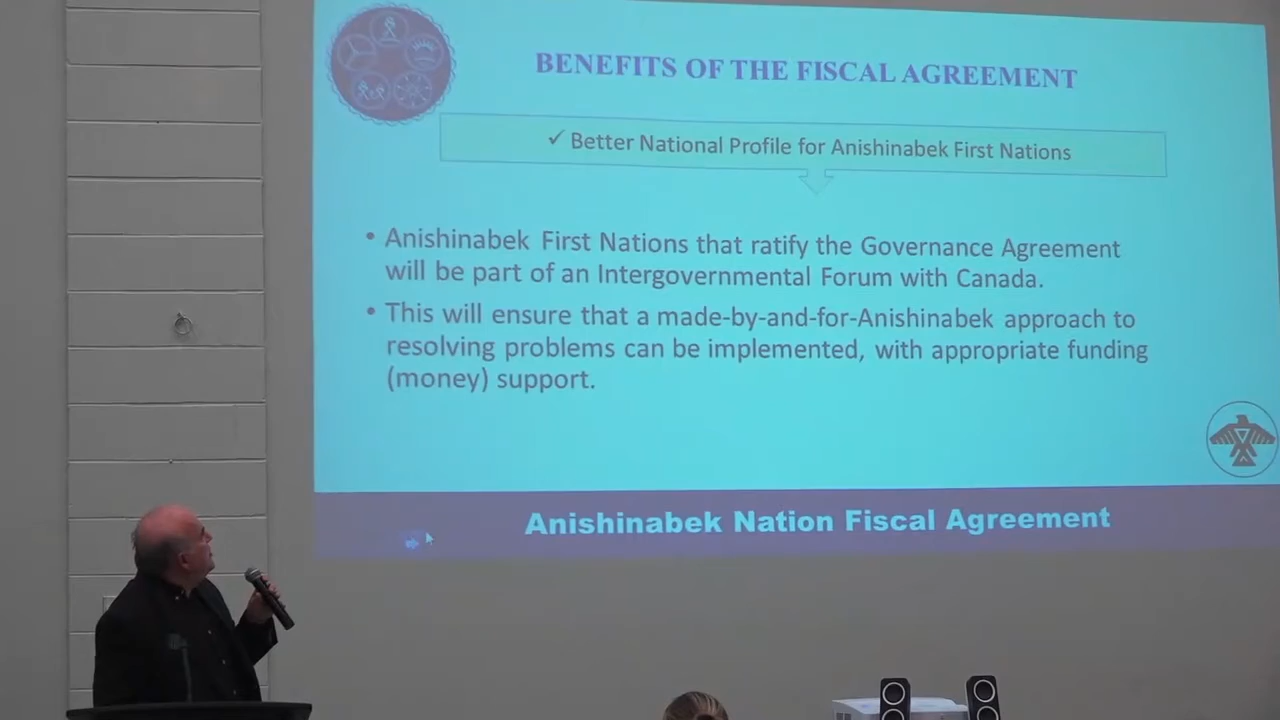 BENEFITS OF THE FISCAL AGREEMENT
✓ Better National Profile for Anishinabek First Nations
• Anishinabek First Nations that ratify the Governance Agreement
will be part of an Intergovernmental Forum with Canada.
• This will ensure that a made-by-and-for-Anishinabek approach to
resolving problems can be implemented, with appropriate funding
(money) support.
Anishinabek Nation Fiscal Agreement